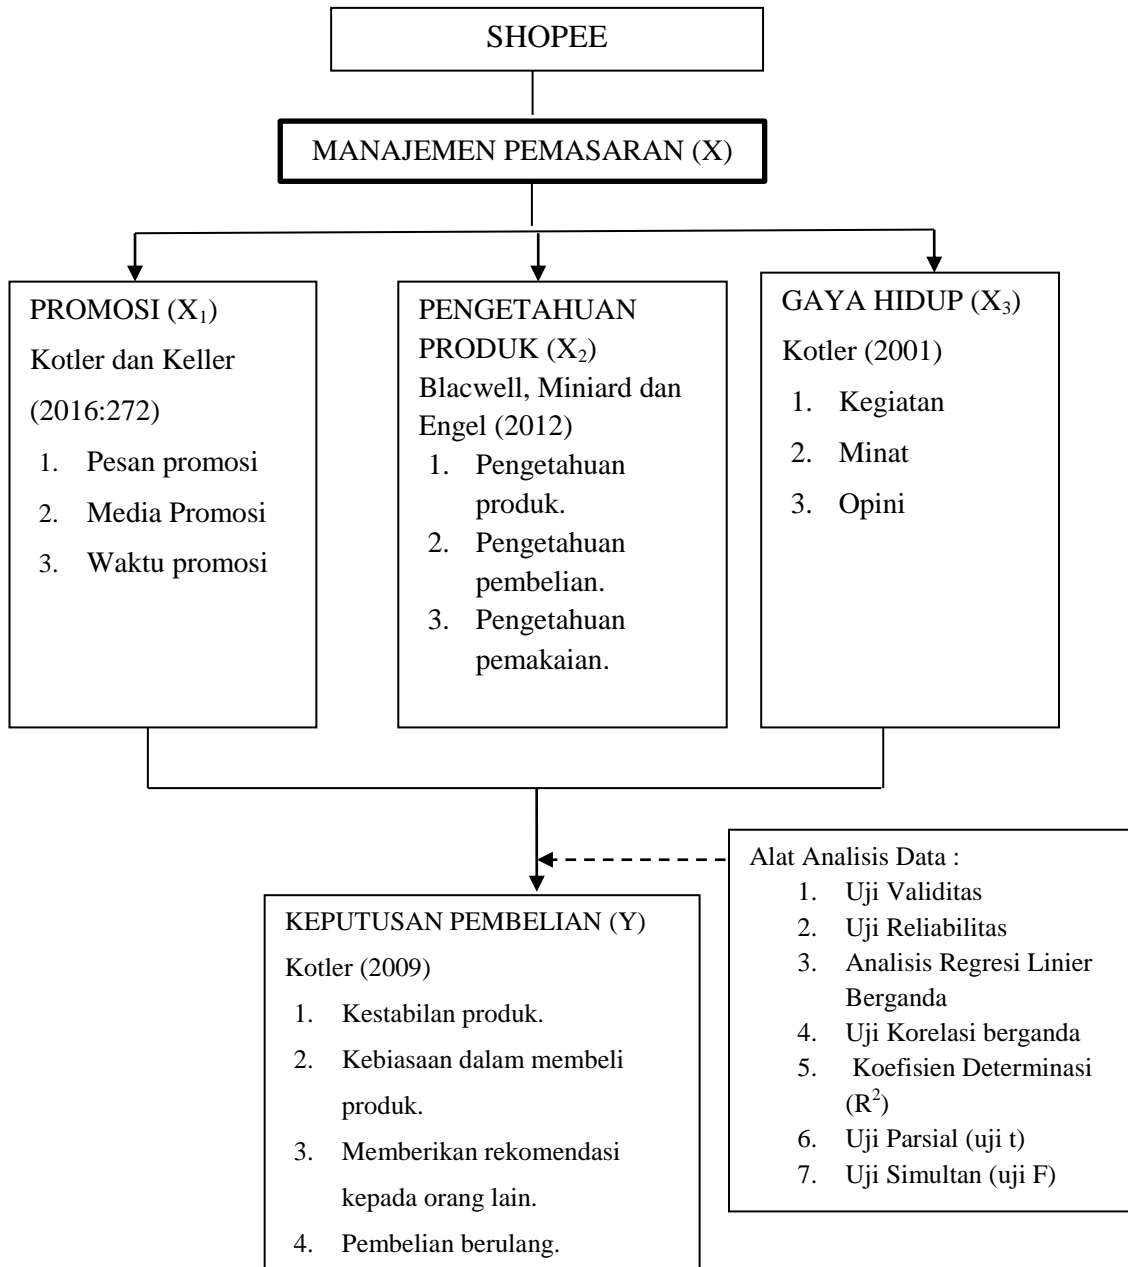 SHOPEE
MANAJEMEN PEMASARAN (X)
PROMOSI (X₁)
Kotler dan Keller
(2016:272)
1. Pesan promosi
2. Media Promosi
3. Waktu promosi
PENGETAHUAN
PRODUK (X₂)
Blacwell, Miniard dan
Engel (2012)
1. Pengetahuan
produk.
2. Pengetahuan
pembelian.
3. Pengetahuan
pemakaian.
GAYA HIDUP (X₃)
Kotler (2001)
1. Kegiatan
2. Minat
3. Opini
KEPUTUSAN PEMBELIAN (Y)
Kotler (2009)
1. Kestabilan produk.
2. Kebiasaan dalam membeli
produk.
3. Memberikan rekomendasi
kepada orang lain.
4. Pembelian berulang.
Alat Analisis Data :
1. Uji Validitas
2. Uji Reliabilitas
3. Analisis Regresi Linier
Berganda
4. Uji Korelasi berganda
5. Koefisien Determinasi
(R²)
6. Uji Parsial (uji t)
7. Uji Simultan (uji F)